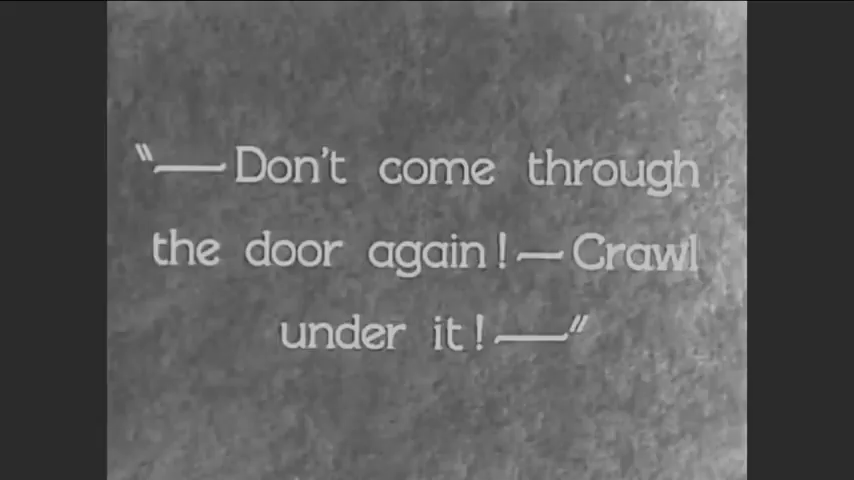 "—Don't come through
the door again!—Crawl
under it!—"